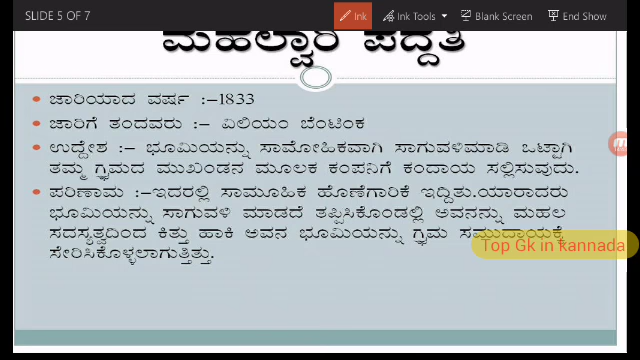 SLIDE 5 OF 7
Ink
Ink Tools
Blank Screen
End Show
ಮಹಲ್ವಾರಿ ಪದ್ದತಿ
ಜಾರಿಯಾದ ವರ್ಷ :–1833
ಜಾರಿಗೆ ತಂದವರು :– ವಿಲಿಯಂ ಬೆಂಟಿಂಕ
ಉದ್ದೇಶ :– ಭೂಮಿಯನ್ನು ಸಾಮೋಹಿಕವಾಗಿ ಸಾಗುವಳಿಮಾಡಿ ಒಟ್ಟಾಗಿ
ತಮ್ಮ ಗ್ರಾಮದ ಮುಖಂಡನ ಮೂಲಕ ಕಂಪನಿಗೆ ಕಂದಾಯ ಸಲ್ಲಿಸುವುದು.
ಪರಿಣಾಮ :–ಇದರಲ್ಲಿ ಸಾಮೂಹಿಕ ಹೊಣೆಗಾರಿಕೆ ಇದ್ದಿತು.ಯಾರಾದರು
ಭೂಮಿಯನ್ನು ಸಾಗುವಳಿ ಮಾಡದೆ ತಪ್ಪಿಸಿಕೊಂಡಲ್ಲಿ ಅವನನ್ನು ಮಹಲ
ಸದಸ್ಯತ್ವದಿಂದ ಕಿತ್ತು ಹಾಕಿ ಅವನ ಭೂಮಿಯನ್ನು ಗ್ರಾಮ ಸಮುದಾಯಕ್ಕೆ
ಸೇರಿಸಿಕೊಳ್ಳಲಾಗುತ್ತಿತ್ತು.
Top Gk in kannada